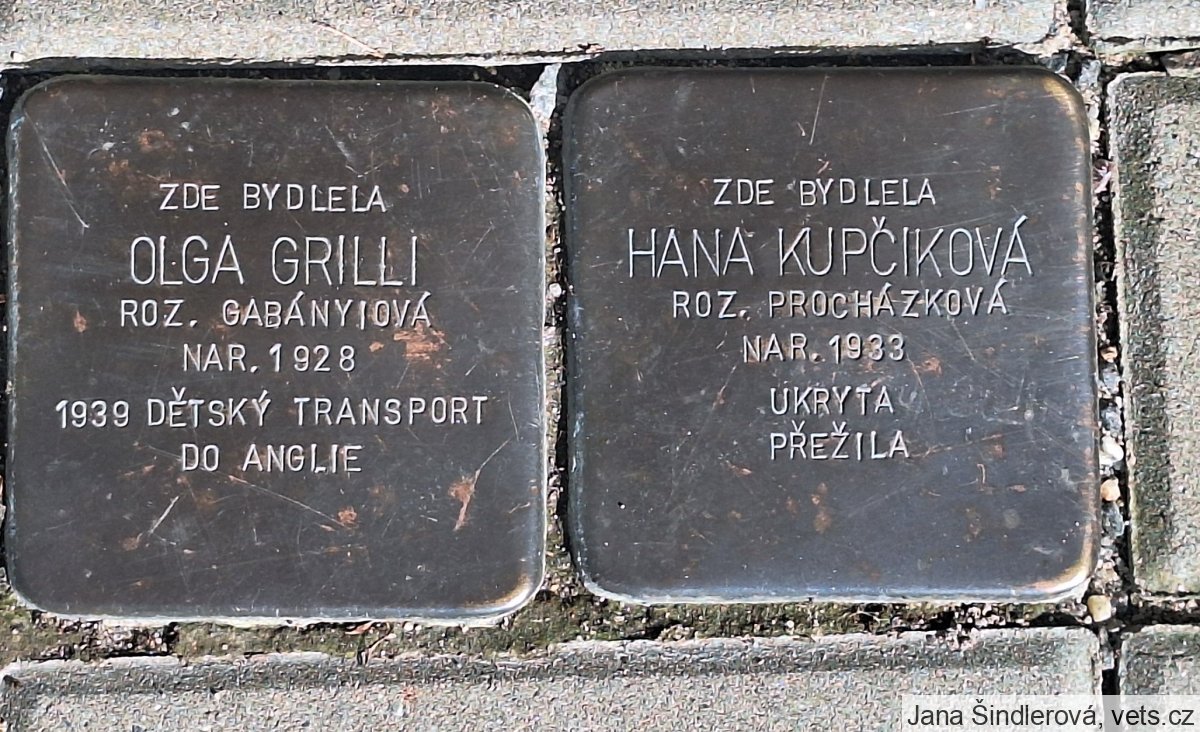 ZDE BYDLELA
OLGA GRILLI
ROZ. GABÁNYIOVÁ
NAR. 1928
1939 DĚTSKÝ TRANSPORT
DO ANGLIE
ZDE BYDLELA
HANA KUPČIKOVÁ
ROZ. PROCHÁZKOVÁ
NAR. 1933
UKRYTA
PŘEŽILA
Jana Šindlerová, vets.cz